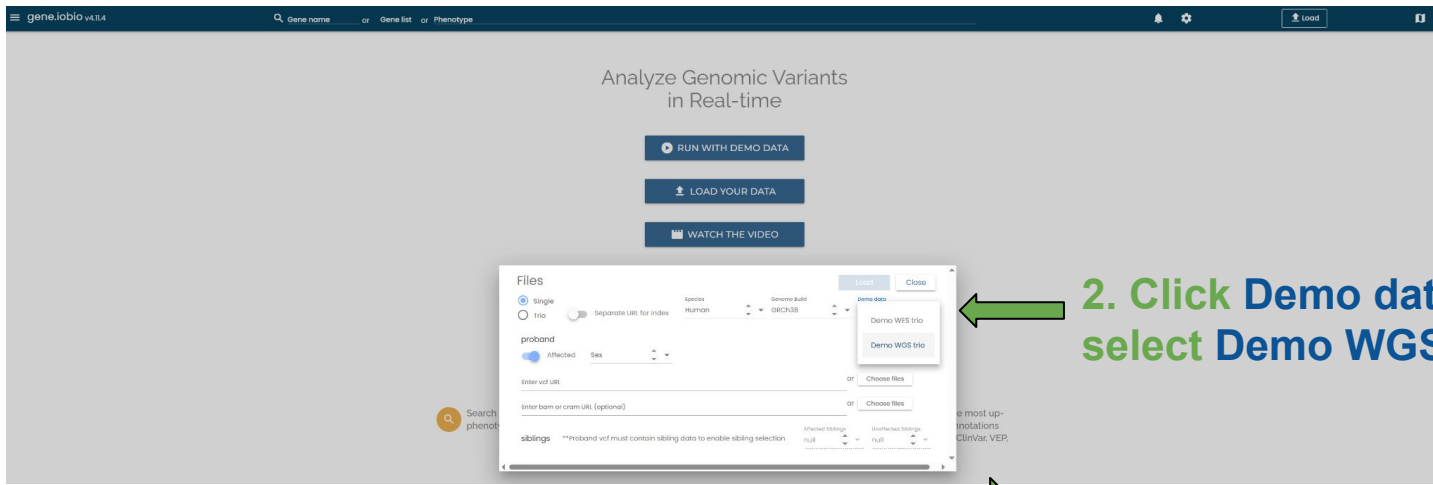 gene.iobio v4.11.4 Gene name or Gene list or Phenotype Load
Analyze Genomic Variants
in Real-time
RUN WITH DEMO DATA
LOAD YOUR DATA
WATCH THE VIDEO
Files Load Close
Single
Trio Separate URL for index
Species
Human
Genome Build
GRCh38
Demo data
Demo WES trio
Demo WGS trio
proband
Affected Sex
Enter vcf URL or Choose files
Enter bam or cram URL (optional) or Choose files
siblings **Proband vcf must contain sibling data to enable sibling selection
Affected Siblings
null
Unaffected Siblings
null
Search
e most up-
ClinVar, VEP,
2. Click Demo
select Demo WGS